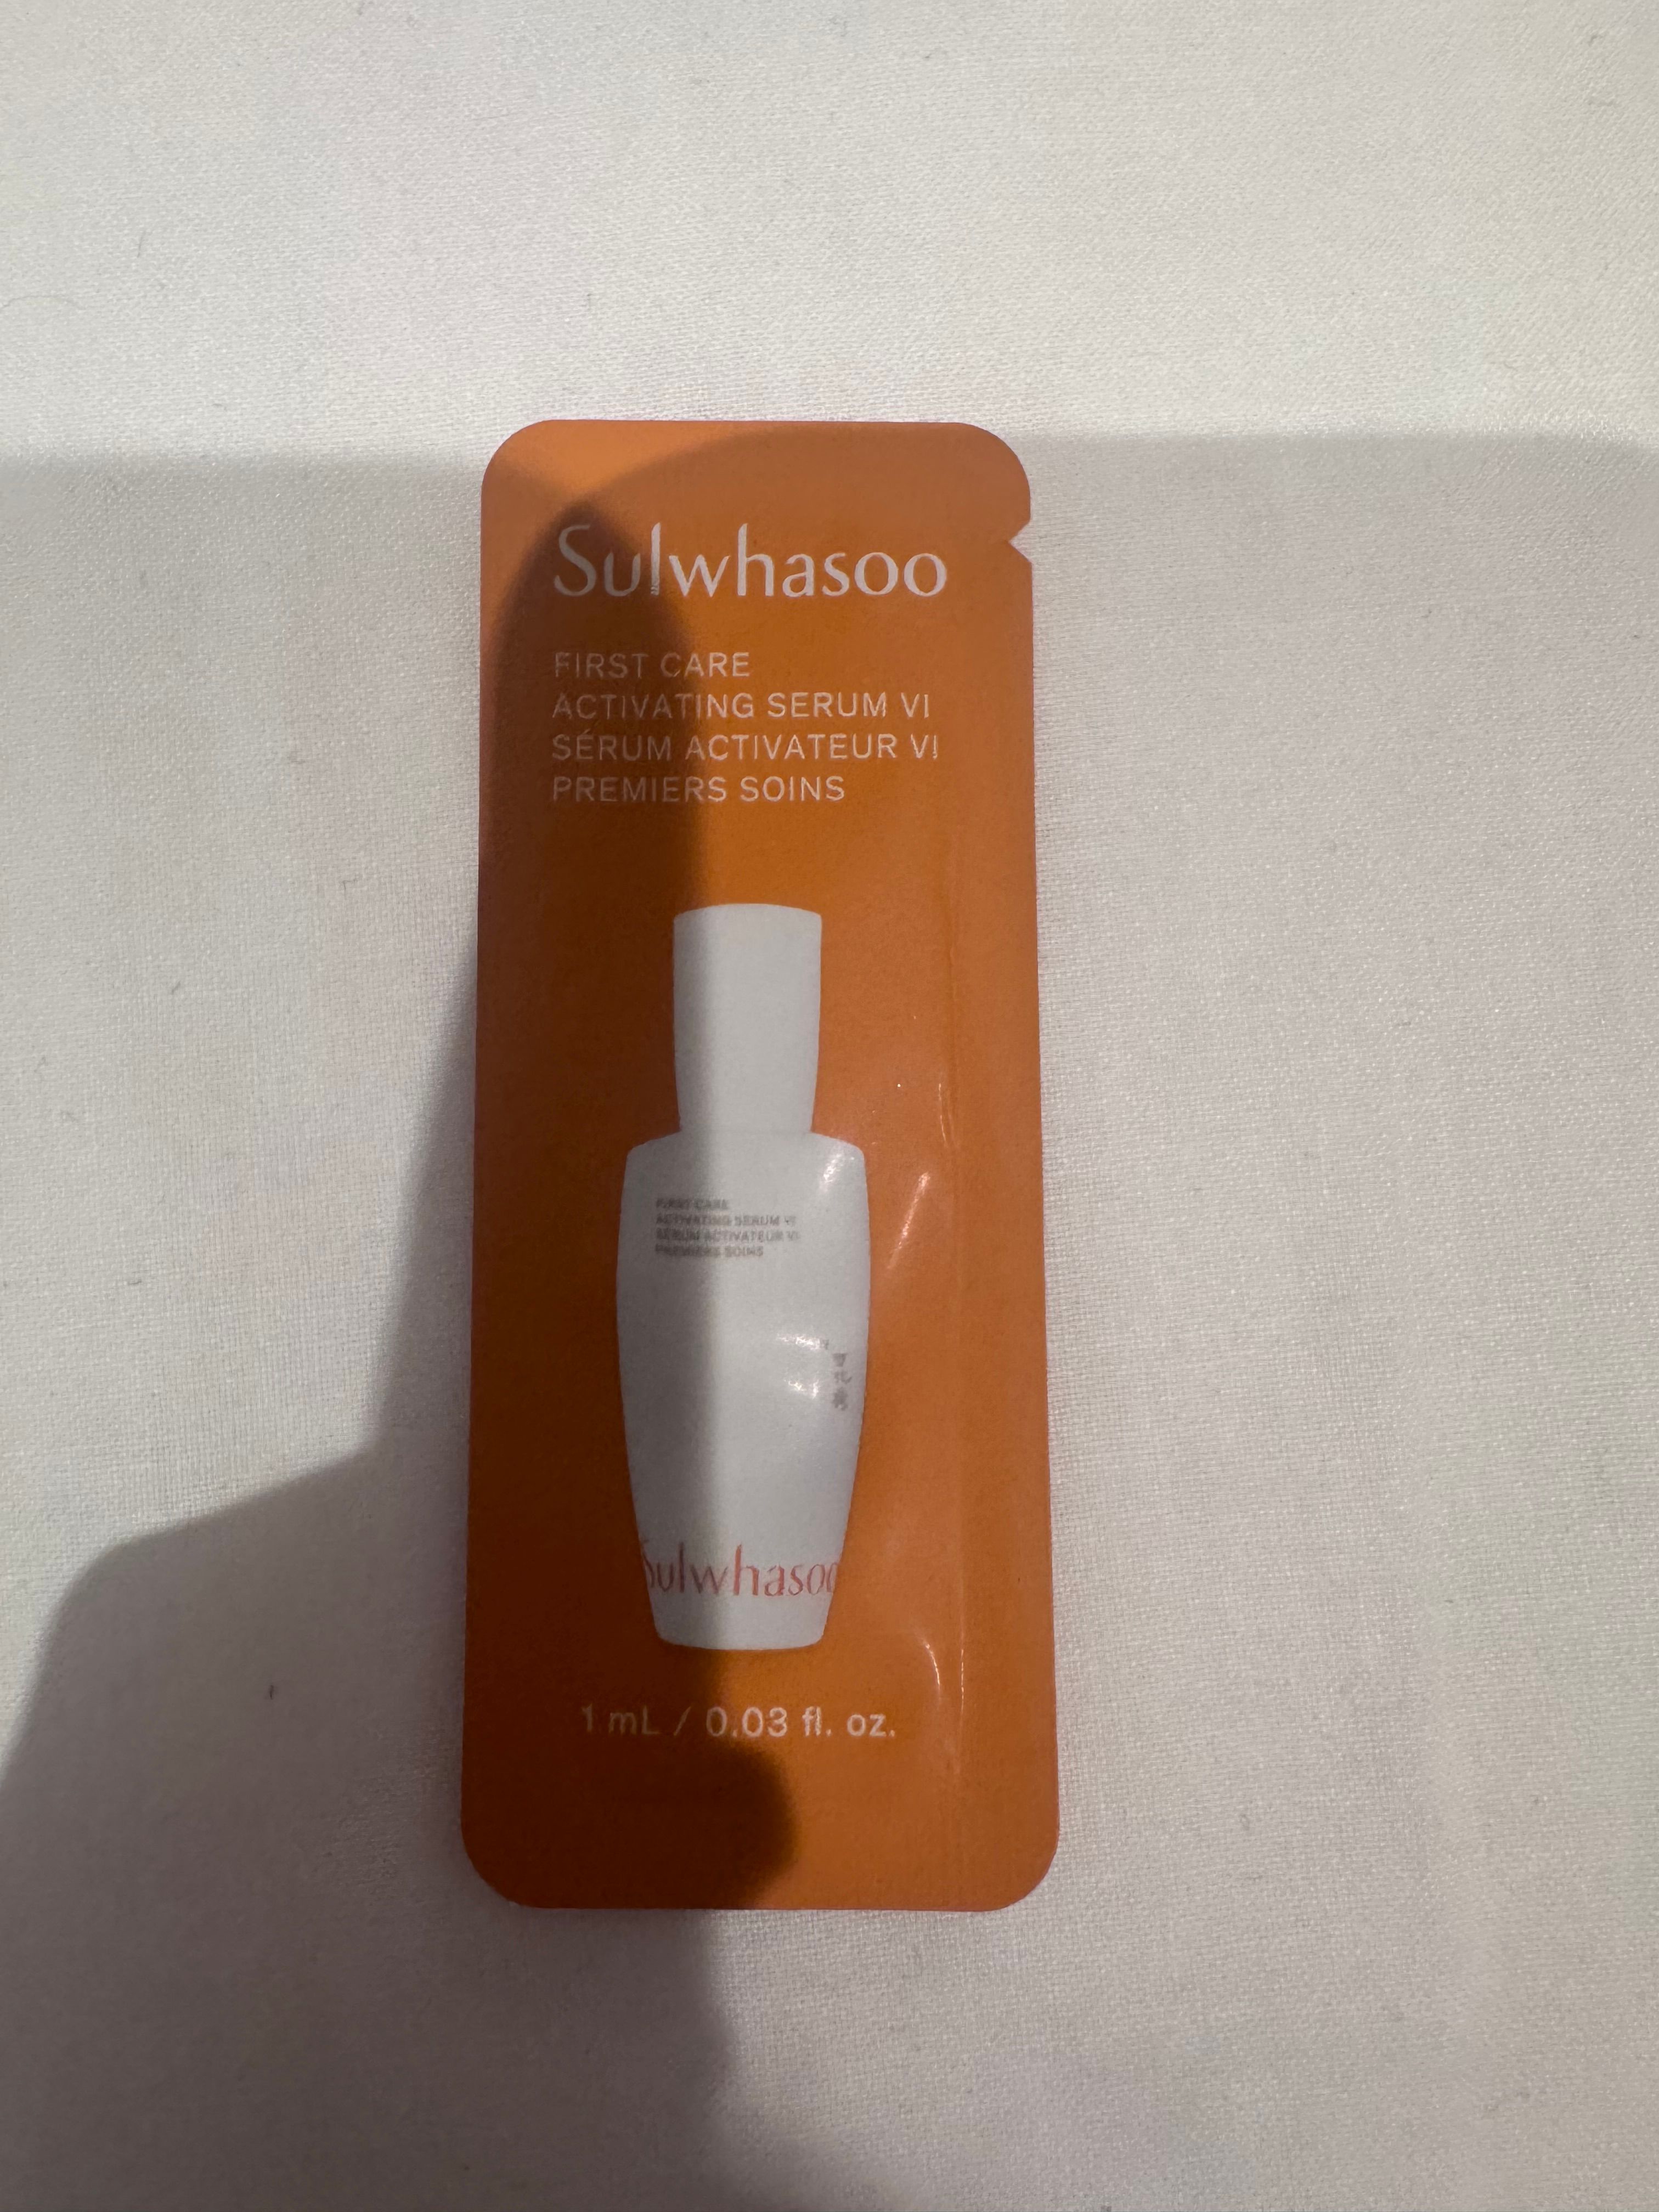 Sulwhasoo
FIRST CARE
ACTIVATING SERUM VI
SÉRUM ACTIVATEUR VI
PREMIERS SOINS
FIRST CARE
ACTIVATING SERUM VI
SÉRUM ACTIVATEUR VI
PREMIERS SOINS
Sulwhasoo
1 mL / 0.03 fl. oz.